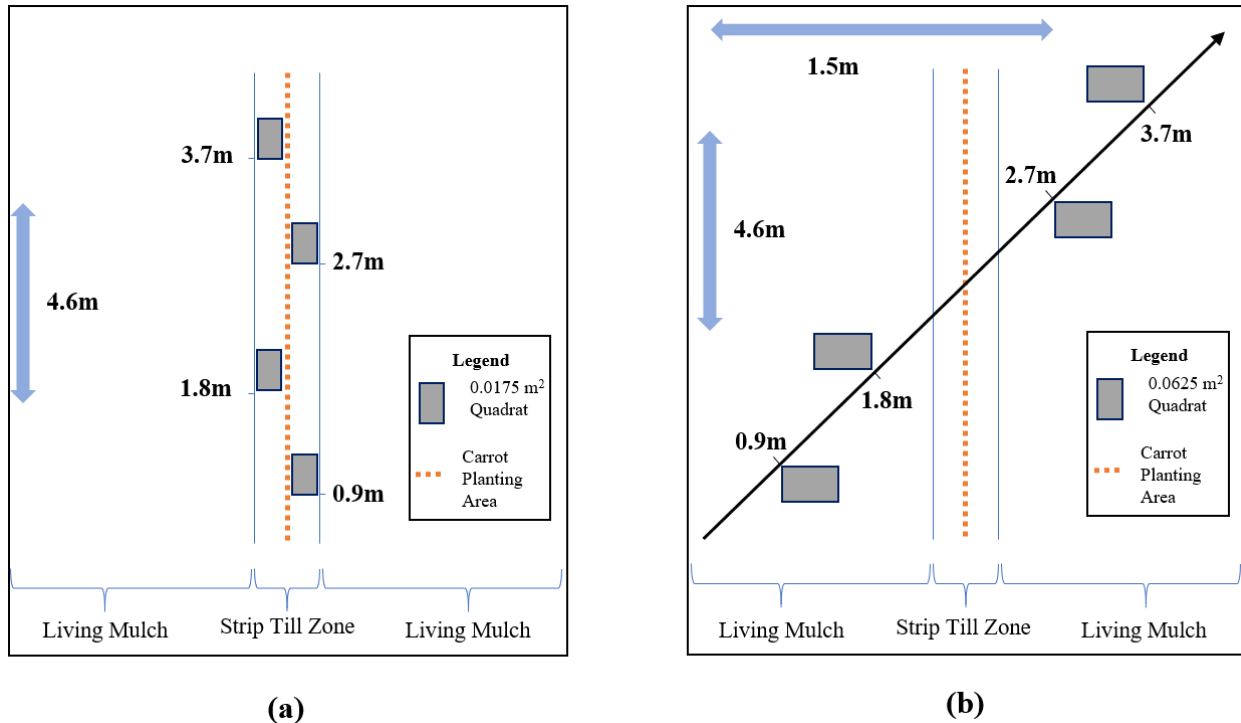 3.7m
2.7m
4.6m
1.8m
0.9m
Legend
0.0175 m²
Quadrat
Carrot
Planting
Area
Living Mulch
Strip Till Zone
Living Mulch
(a)
1.5m
3.7m
2.7m
4.6m
1.8m
0.9m
Legend
0.0625 m²
Quadrat
Carrot
Planting
Area
Living Mulch
Strip Till Zone
Living Mulch
(b)